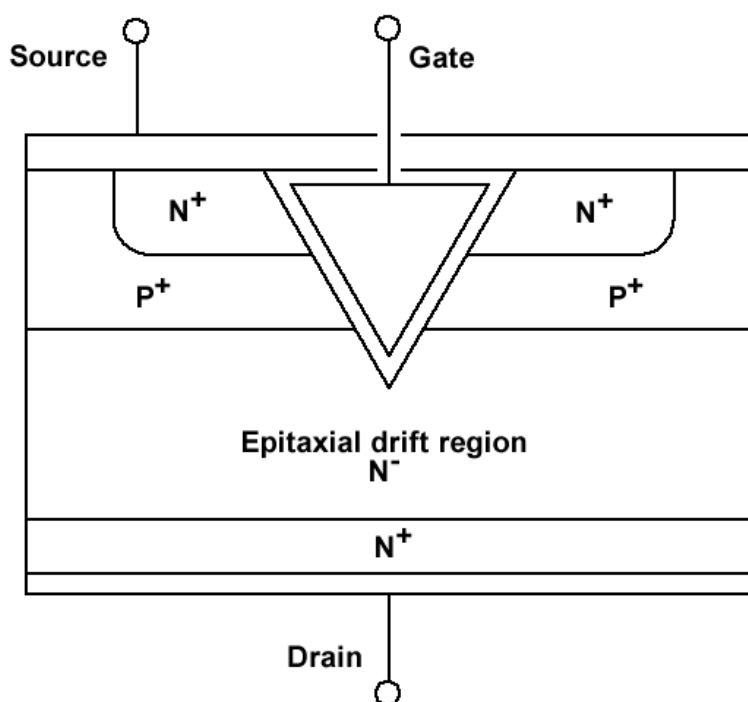 Source
Gate
N+
N+
P+
P+
Epitaxial drift region
N-
N+
Drain